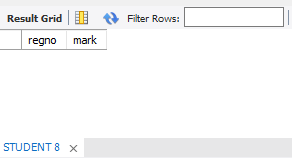 Result Grid Filter Rows:
regno mark
STUDENT 8